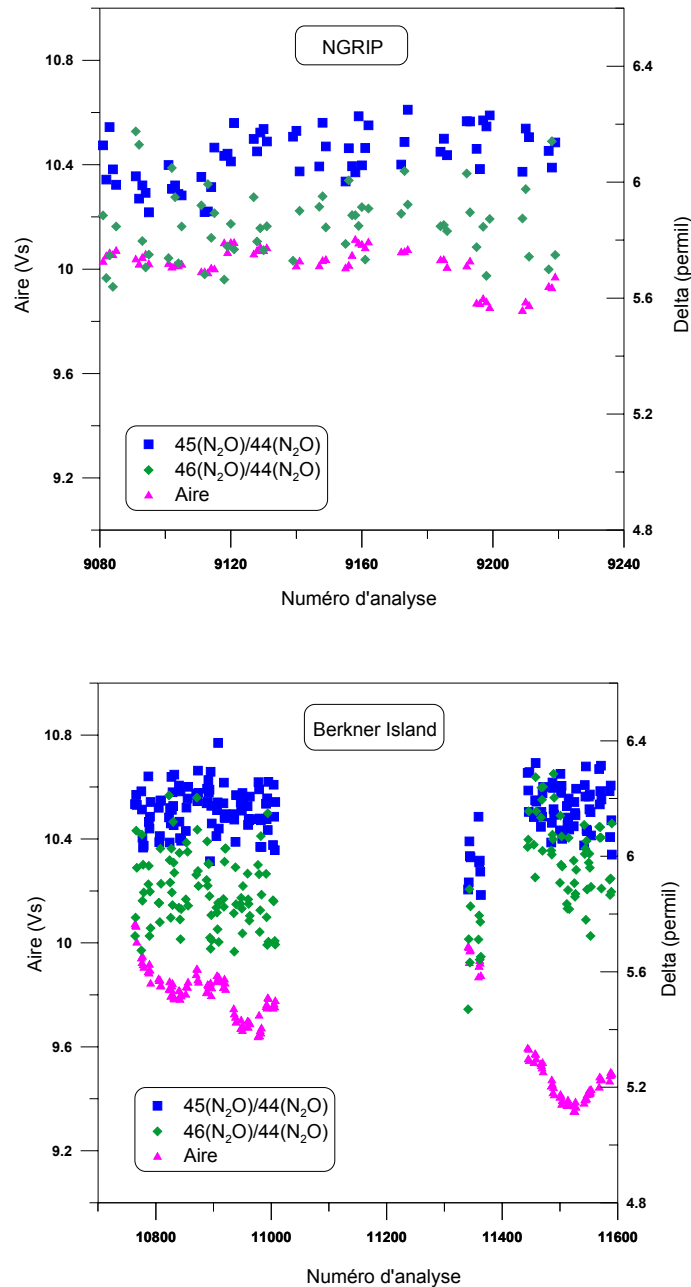 NGRIP
10.8
10.4
10
9.6
9.2
Aire (Vs)
6.4
6
5.6
5.2
4.8
Delta (permil)
45(N₂O)/44(N₂O)
46(N₂O)/44(N₂O)
Aire
9080 9120 9160 9200 9240
Numéro d'analyse
Berkner Island
10.8
10.4
10
9.6
9.2
Aire (Vs)
6.4
6
5.6
5.2
4.8
Delta (permil)
45(N₂O)/44(N₂O)
46(N₂O)/44(N₂O)
Aire
10800 11000 11200 11400 11600
Numéro d'analyse